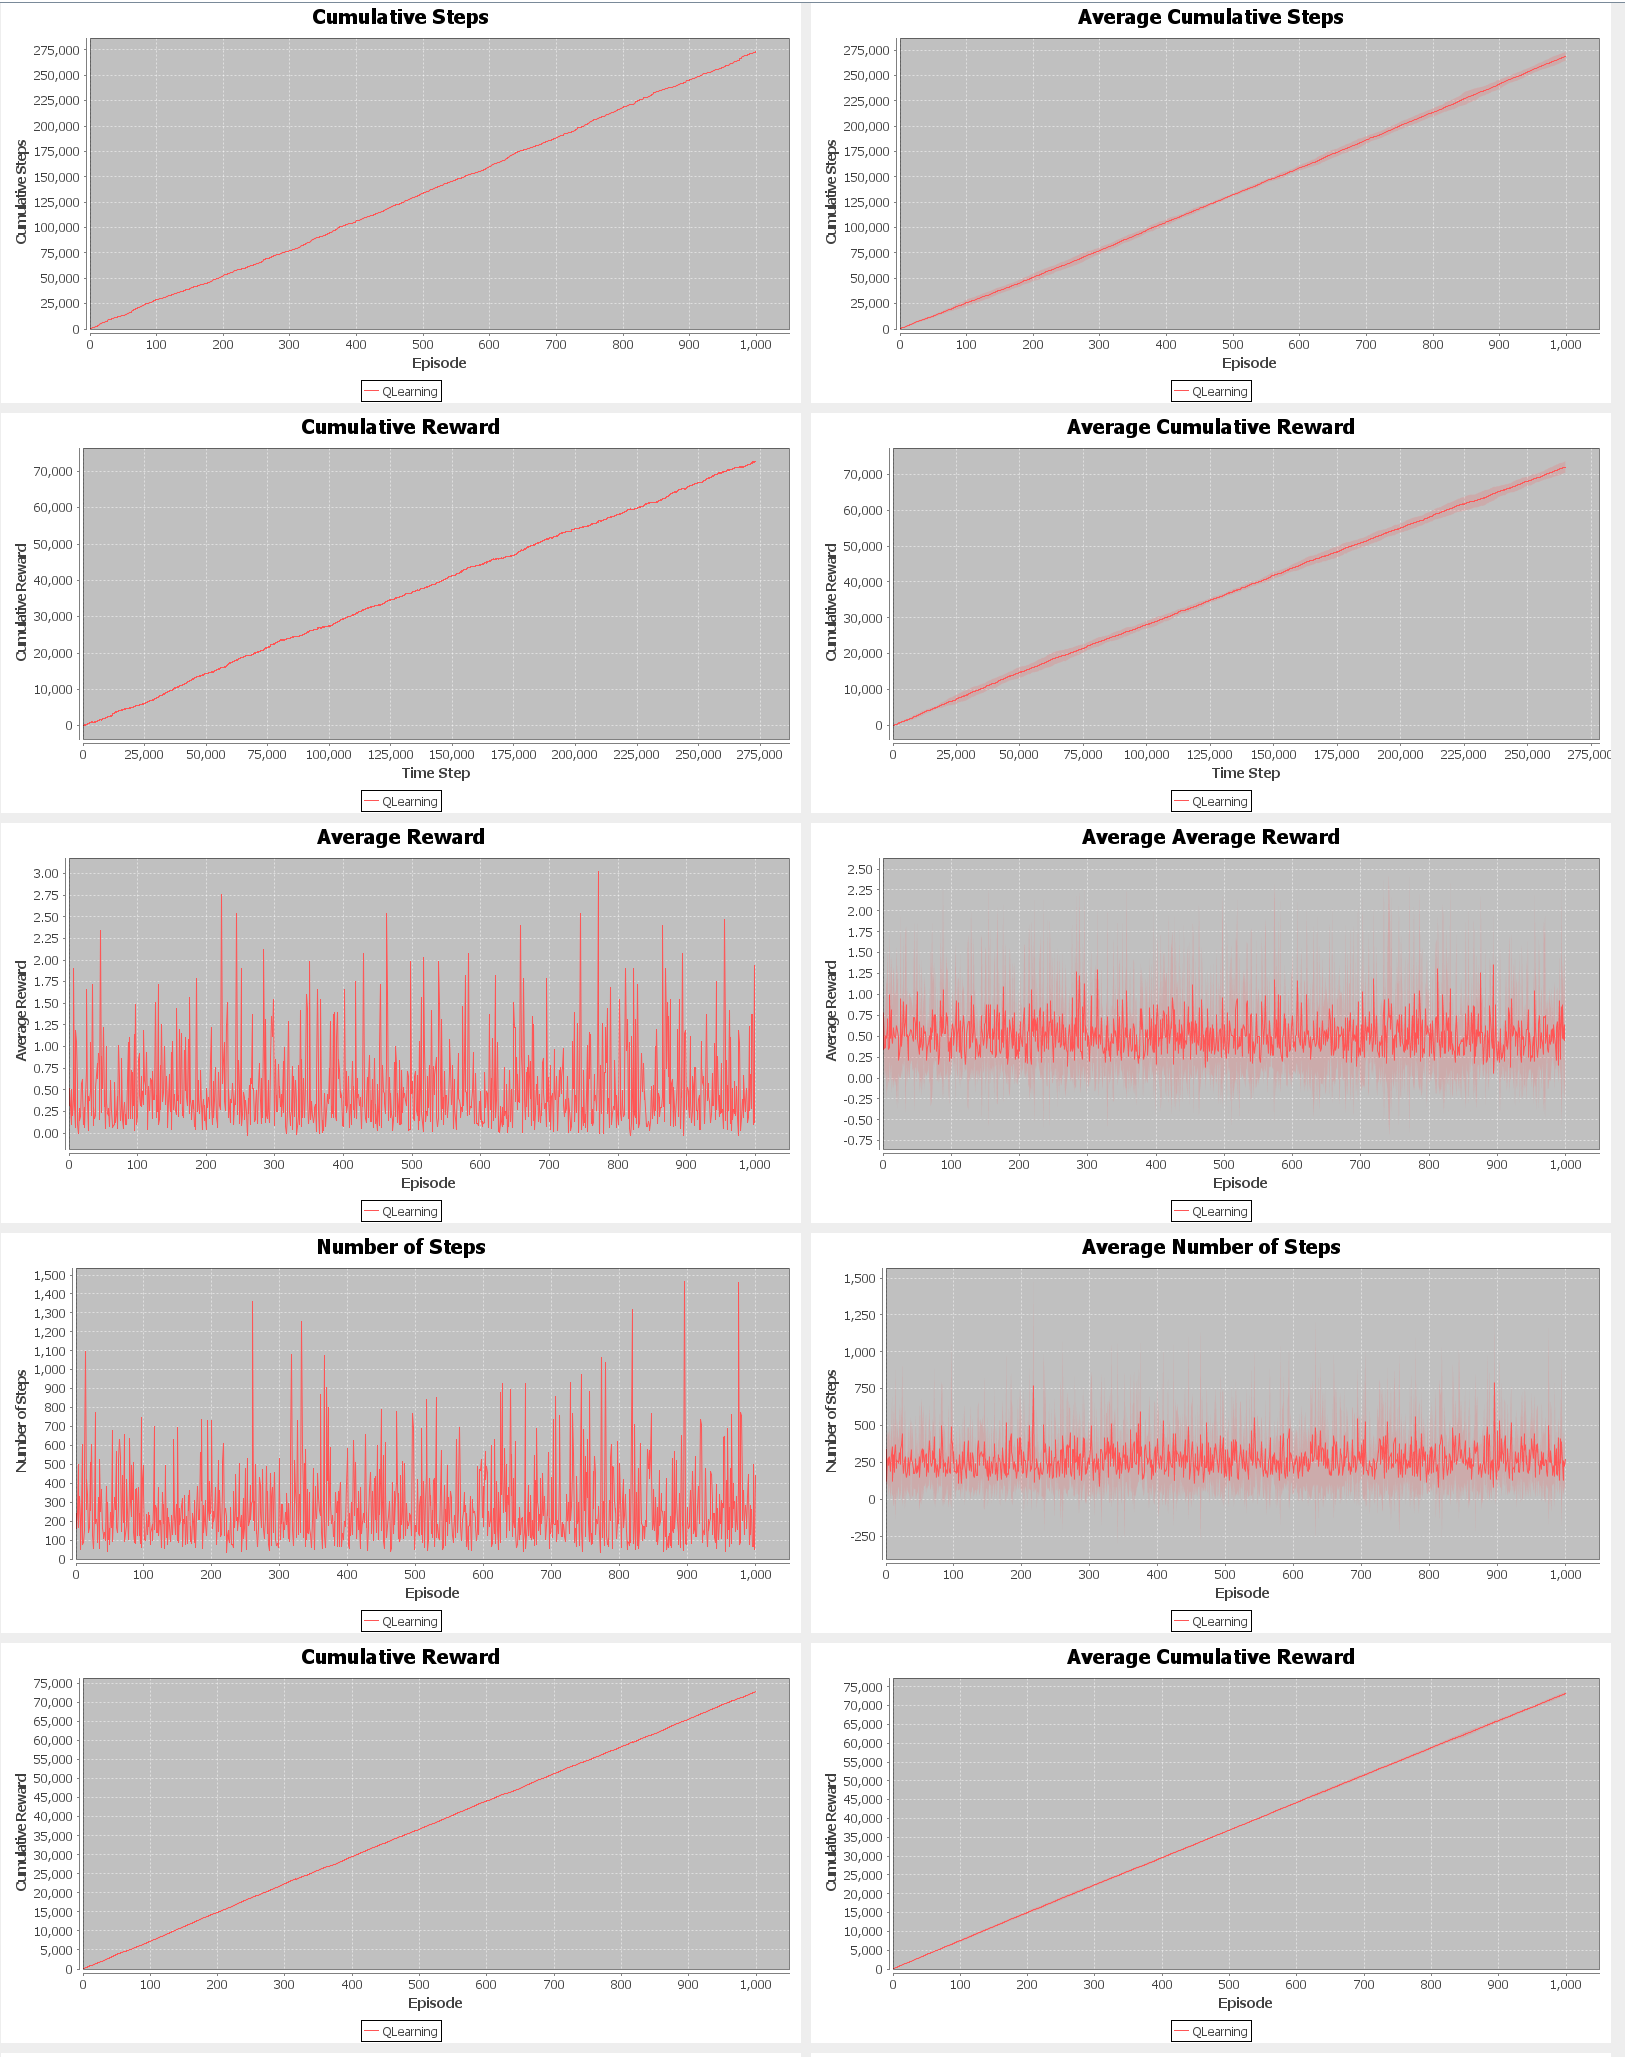 Cumulative Steps
275,000
250,000
225,000
200,000
175,000
150,000
125,000
100,000
75,000
50,000
25,000
0
Cumulative Steps
0 100 200 300 400 500 600 700 800 900 1,000
Episode
QLearning
Average Cumulative Steps
275,000
250,000
225,000
200,000
175,000
150,000
125,000
100,000
75,000
50,000
25,000
0
Cumulative Steps
0 100 200 300 400 500 600 700 800 900 1,000
Episode
QLearning
Cumulative Reward
70,000
60,000
50,000
40,000
30,000
20,000
10,000
0
Cumulative Reward
0 25,000 50,000 75,000 100,000 125,000 150,000 175,000 200,000 225,000 250,000 275,000
Time Step
QLearning
Average Cumulative Reward
70,000
60,000
50,000
40,000
30,000
20,000
10,000
0
Cumulative Reward
0 25,000 50,000 75,000 100,000 125,000 150,000 175,000 200,000 225,000 250,000 275,000
Time Step
QLearning
Average Reward
3.00
2.75
2.50
2.25
2.00
1.75
1.50
1.25
1.00
0.75
0.50
0.25
0.00
Average Reward
0 100 200 300 400 500 600 700 800 900 1,000
Episode
QLearning
Average Average Reward
2.50
2.25
2.00
1.75
1.50
1.25
1.00
0.75
0.50
0.25
0.00
-0.25
-0.50
-0.75
Average Reward
0 100 200 300 400 500 600 700 800 900 1,000
Episode
QLearning
Number of Steps
1,500
1,400
1,300
1,200
1,100
1,000
900
800
700
600
500
400
300
200
100
0
Number of Steps
0 100 200 300 400 500 600 700 800 900 1,000
Episode
QLearning
Average Number of Steps
1,500
1,250
1,000
750
500
250
0
-250
Number of Steps
0 100 200 300 400 500 600 700 800 900 1,000
Episode
QLearning
Cumulative Reward
75,000
70,000
65,000
60,000
55,000
50,000
45,000
40,000
35,000
30,000
25,000
20,000
15,000
10,000
5,000
0
Cumulative Reward
0 100 200 300 400 500 600 700 800 900 1,000
Episode
QLearning
Average Cumulative Reward
75,000
70,000
65,000
60,000
55,000
50,000
45,000
40,000
35,000
30,000
25,000
20,000
15,000
10,000
5,000
0
Cumulative Reward
0 100 200 300 400 500 600 700 800 900 1,000
Episode
QLearning